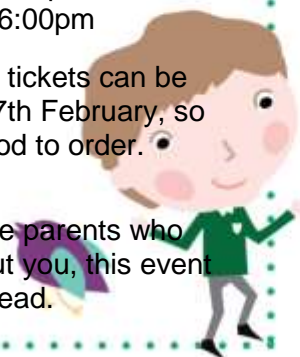 6:00pm
tickets can be
7th February, so
od to order.
e parents who
ut you, this event
ead.